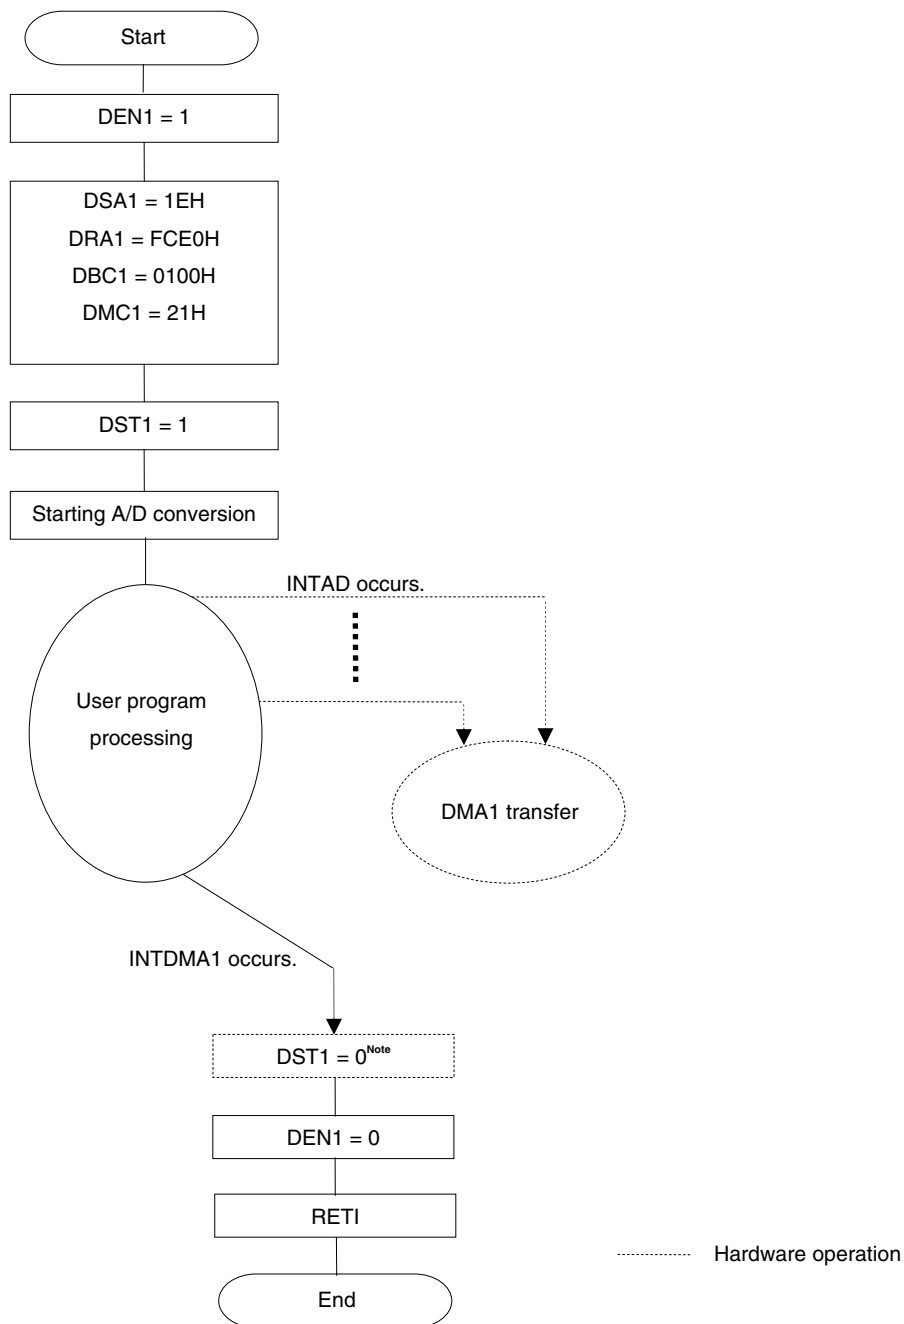 Start
DEN1 = 1
DSA1 = 1EH
DRA1 = FCE0H
DBC1 = 0100H
DMC1 = 21H
DST1 = 1
Starting A/D conversion
INTAD occurs.
User program
processing
DMA1 transfer
INTDMA1 occurs.
DST1 = 0Note
DEN1 = 0
RETI
Hardware operation
End